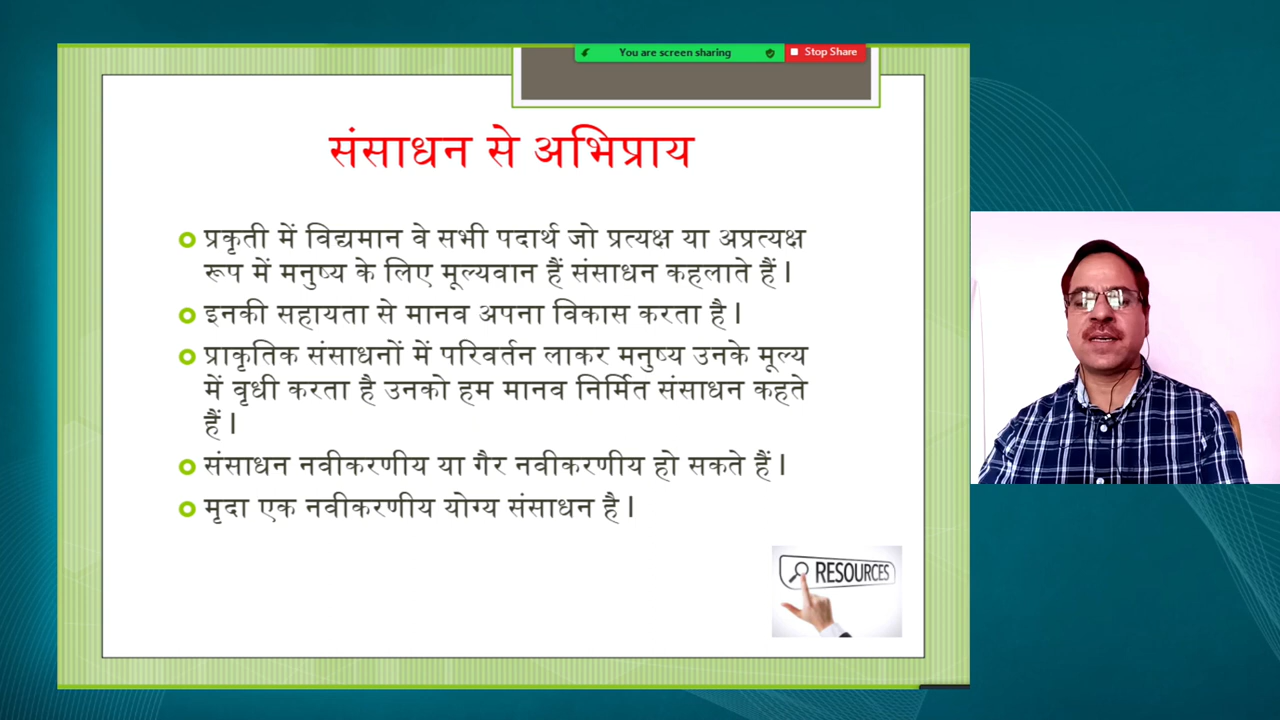 You are screen sharing Stop Share
संसाधन से अभिप्राय
प्रकृती में विद्यमान वे सभी पदार्थ जो प्रत्यक्ष या अप्रत्यक्ष
रूप में मनुष्य के लिए मूल्यवान हैं संसाधन कहलाते हैं l
इनकी सहायता से मानव अपना विकास करता है l
प्राकृतिक संसाधनों में परिवर्तन लाकर मनुष्य उनके मूल्य
में वृधी करता है उनको हम मानव निर्मित संसाधन कहते
हैं l
संसाधन नवीकरणीय या गैर नवीकरणीय हो सकते हैं l
मृदा एक नवीकरणीय योग्य संसाधन है l
RESOURCES